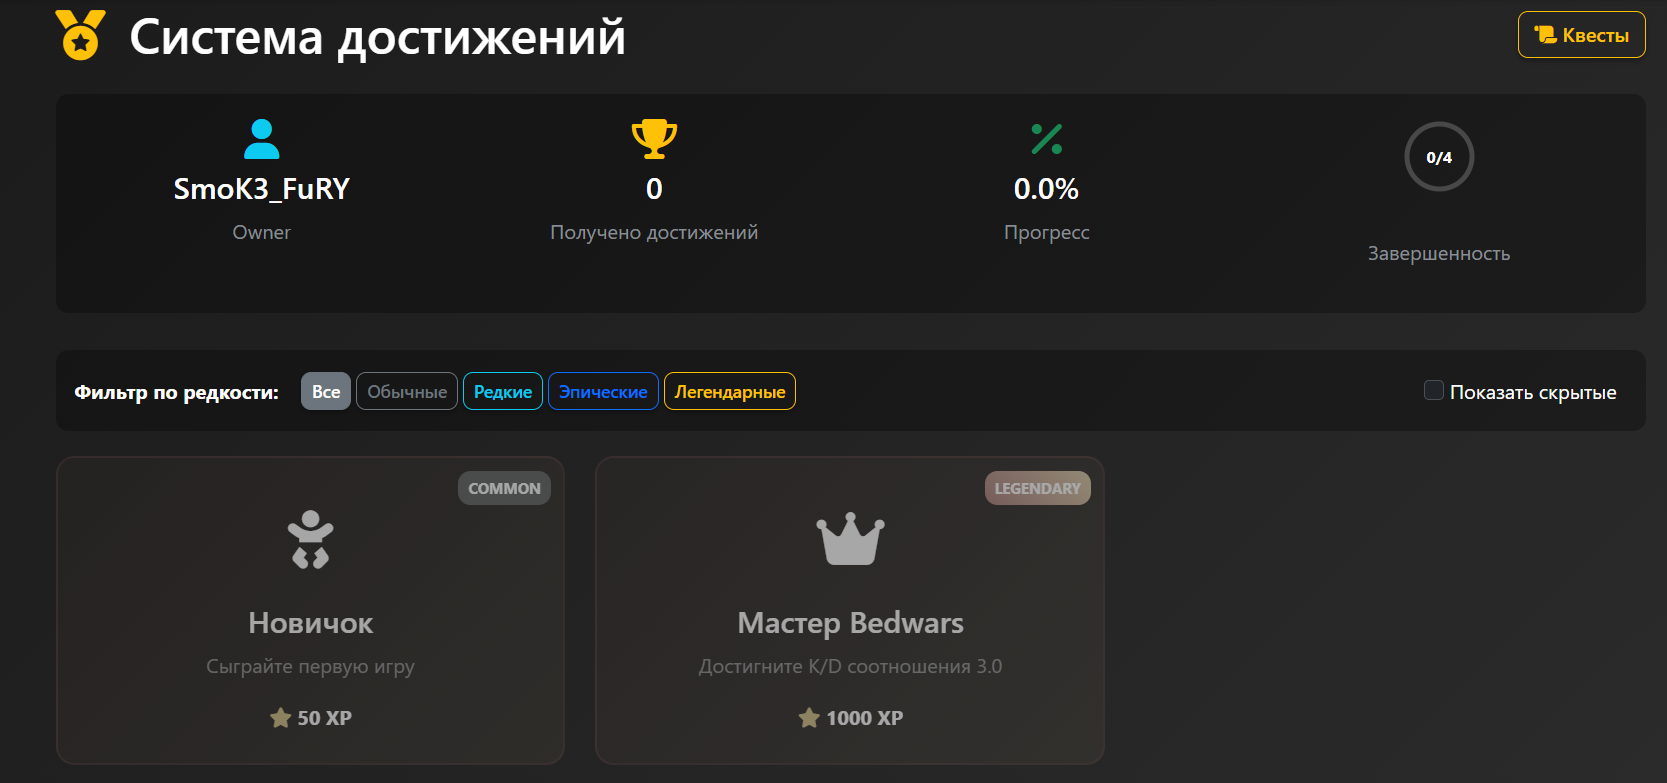 Система достижений
Квесты
SmoK3_FuRY
Owner
0
Получено достижений
0.0%
Прогресс
0/4
Завершенность
Фильтр по редкости: Все Обычные Редкие Эпические Легендарные Показать скрытые
COMMON
Новичок
Сыграйте первую игру
50 XP
LEGENDARY
Мастер Bedwars
Достигните K/D соотношения 3.0
1000 XP